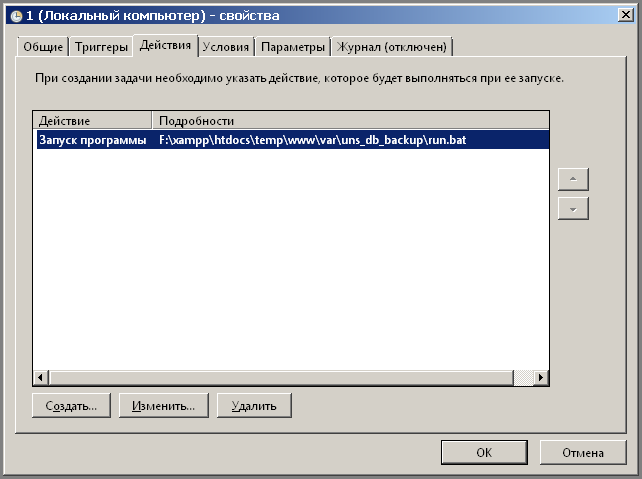 1 (Локальный компьютер) - свойства
Общие Триггеры Действия Условия Параметры Журнал (отключен)
При создании задачи необходимо указать действие, которое будет выполняться при ее запуске.
Действие Подробности
Запуск программы F:\xampp\htdocs\temp\www\var\uns_db_backup\run.bat
Создать... Изменить... Удалить
OK Отмена